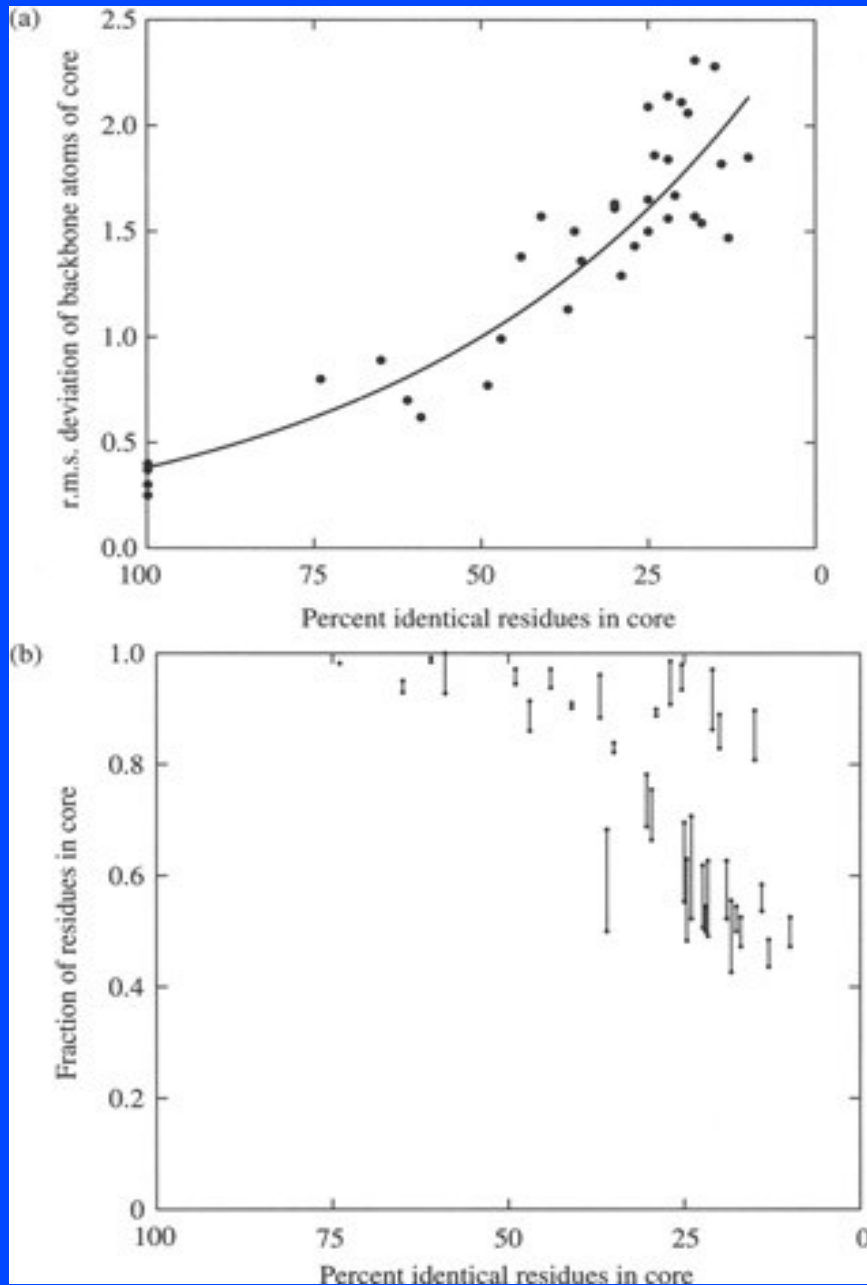 (a)
r.m.s. deviation of backbone atoms of core
2.5
2.0
1.5
1.0
0.5
0.0
100 75 50 25 0
Percent identical residues in core
(b)
Fraction of residues in core
1.0
0.8
0.6
0.4
0.2
0
100 75 50 25 0
Percent identical residues in core